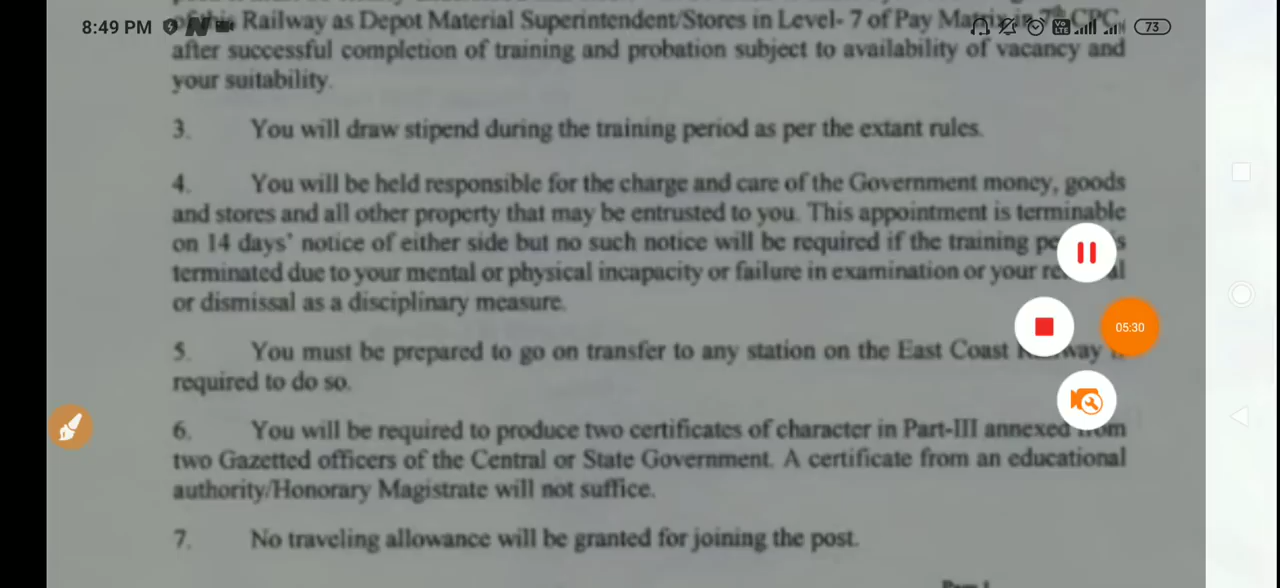 8:49 PM
73
Railway as Depot Material Superintendent/Stores in Level- 7 of Pay Matrix in 7th CPC
after successful completion of training and probation subject to availability of vacancy and
your suitability.
3. You will draw stipend during the training period as per the extant rules.
4. You will be held responsible for the charge and care of the Government money, goods
and stores and all other property that may be entrusted to you. This appointment is terminable
on 14 days' notice of either side but no such notice will be required if the training
terminated due to your mental or physical incapacity or failure in examination or your
or dismissal as a disciplinary measure.
5. You must be prepared to go on transfer to any station on the East Coast
required to do so.
05:30
6. You will be required to produce two certificates of character in Part-III annexed from
two Gazetted officers of the Central or State Government. A certificate from an educational
authority/Honorary Magistrate will not suffice.
7. No traveling allowance will be granted for joining the post.
Page 1